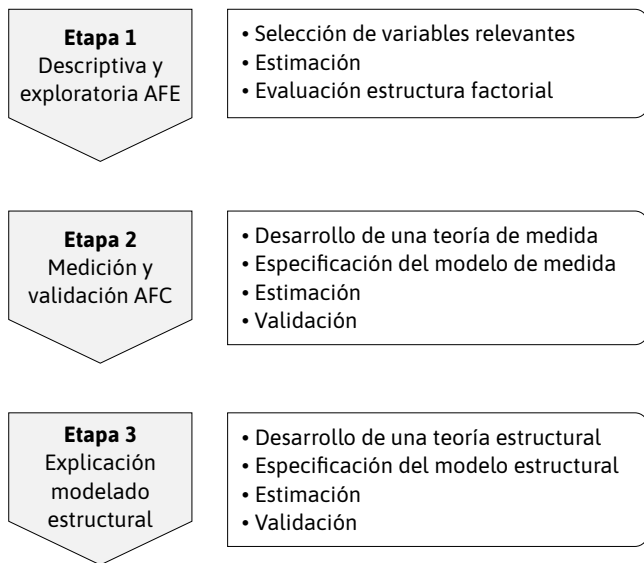 Etapa 1
Descriptiva y
exploratoria AFE
• Selección de variables relevantes
• Estimación
• Evaluación estructura factorial
Etapa 2
Medición y
validación AFC
• Desarrollo de una teoría de medida
• Especificación del modelo de medida
• Estimación
• Validación
Etapa 3
Explicación
modelado
estructural
• Desarrollo de una teoría estructural
• Especificación del modelo estructural
• Estimación
• Validación